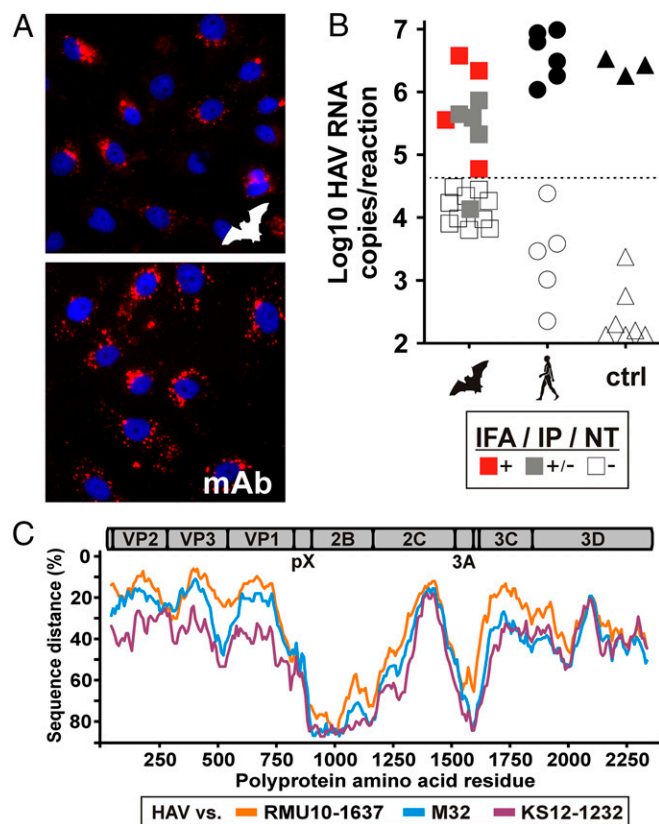 A
mAb
B
Log10 HAV RNA
copies/reaction
7
6
5
4
3
2
ctrl
IFA / IP / NT
+ +/- -
C
VP2 VP3 VP1 2B 2C 3C 3D
pX 3A
Sequence distance (%)
0
20
40
60
80
250 500 750 1000 1250 1500 1750 2000 2250
Polyprotein amino acid residue
HAV vs. RMU10-1637 M32 KS12-1232